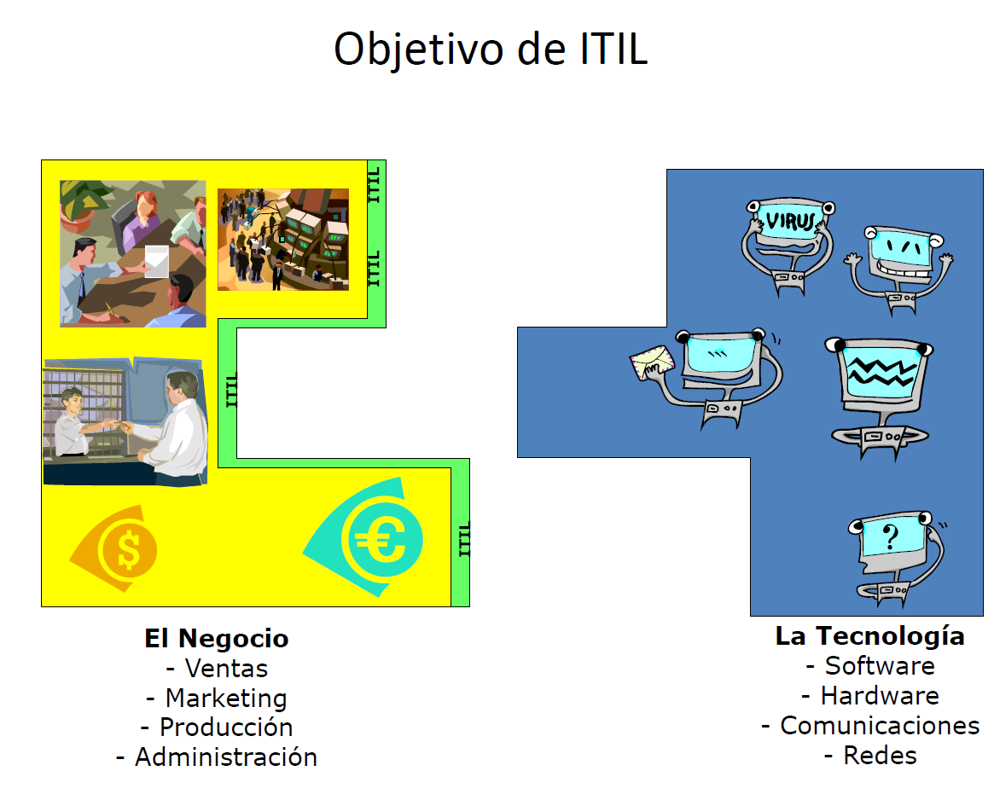 Objetivo de ITIL
ITIL
ITIL
ITIL
ITIL
$
€
VIRUS
?
El Negocio
- Ventas
- Marketing
- Producción
- Administración
La Tecnología
- Software
- Hardware
- Comunicaciones
- Redes